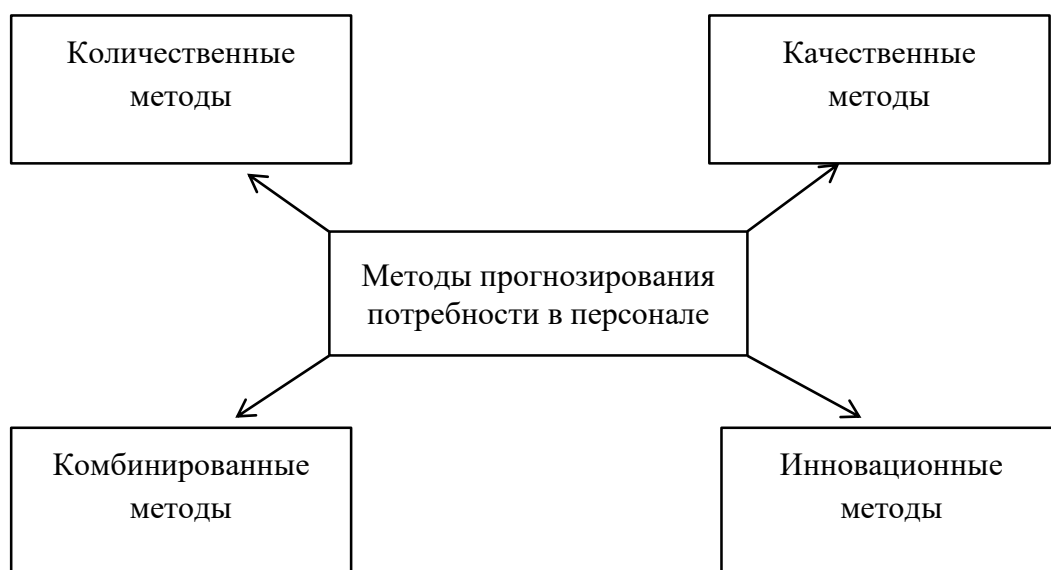 Количественные
методы
Качественные
методы
Методы прогнозирования
потребности в персонале
Комбинированные
методы
Инновационные
методы